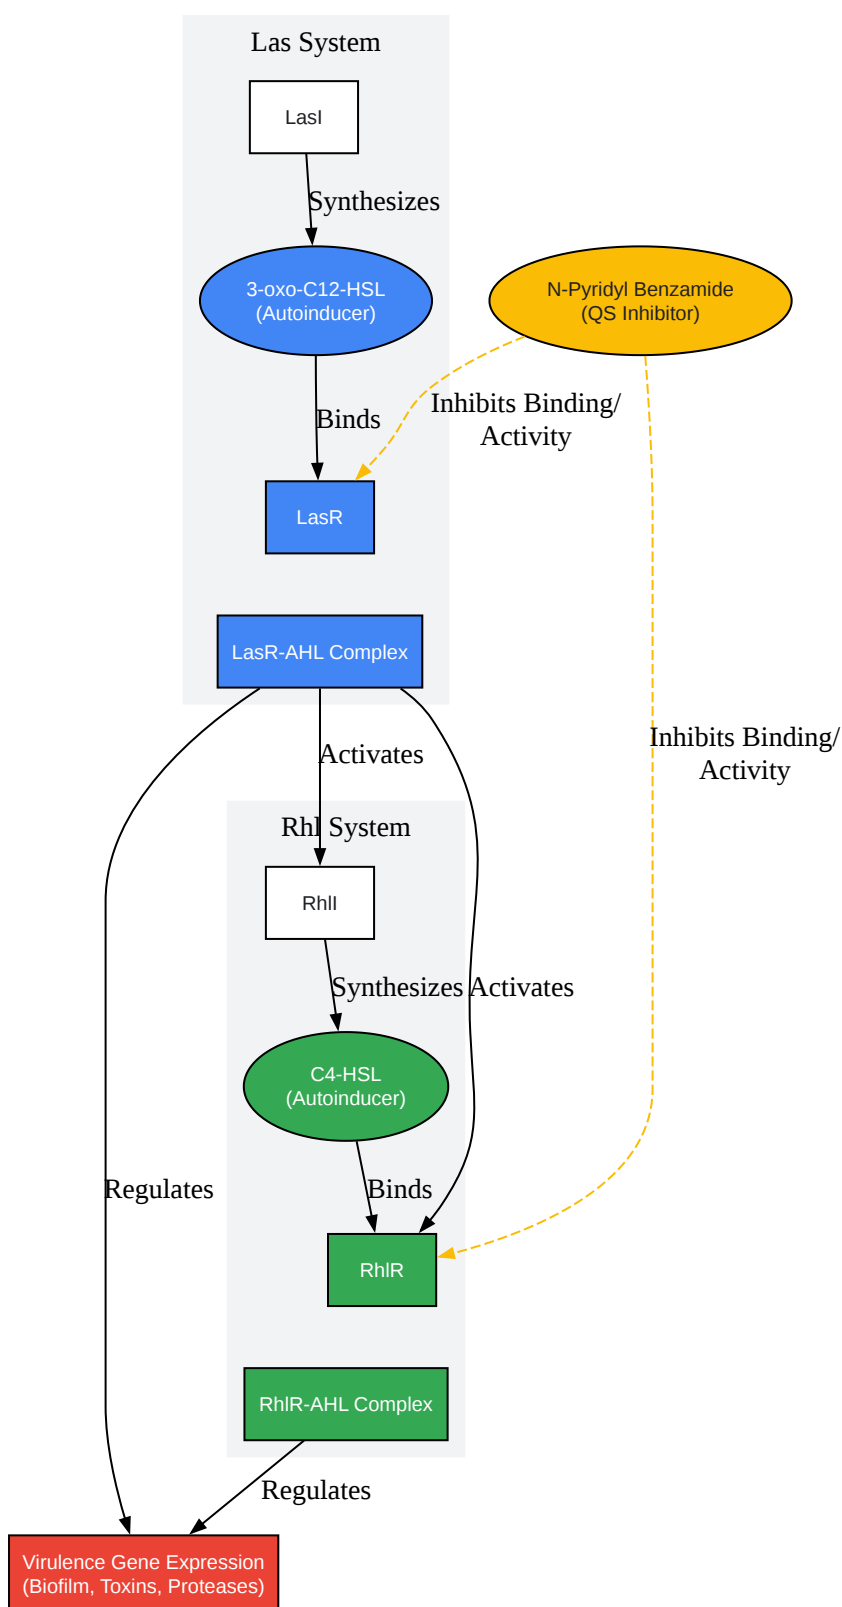 Las System
LasI
Synthesizes
3-oxo-C12-HSL
(Autoinducer)
N-Pyridyl Benzamide
(QS Inhibitor)
Binds
Inhibits Binding/
Activity
LasR
LasR-AHL Complex
Activates
Inhibits Binding/
Activity
Rhl System
RhlI
Synthesizes
Activates
C4-HSL
(Autoinducer)
Regulates
Binds
RhlR
RhlR-AHL Complex
Regulates
Virulence Gene Expression
(Biofilm, Toxins, Proteases)